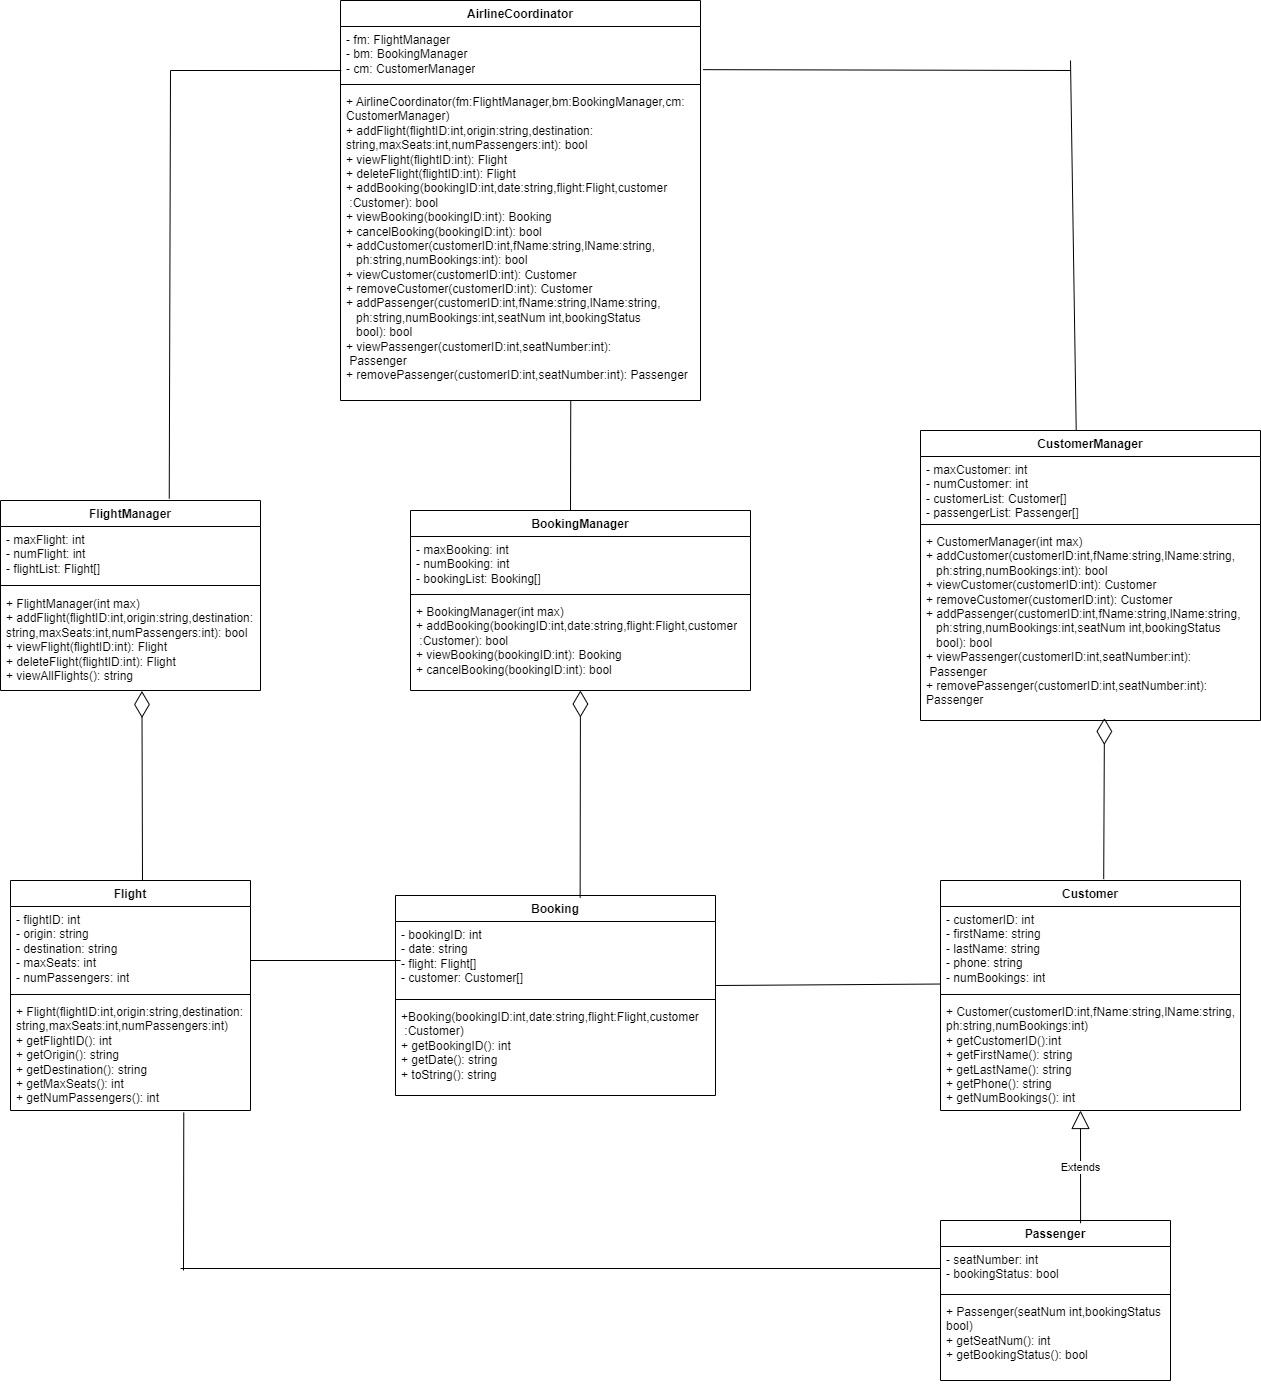 AirlineCoordinator
- fm: FlightManager
- bm: BookingManager
- cm: CustomerManager
+ AirlineCoordinator(fm:FlightManager,bm:BookingManager,cm:
CustomerManager)
+ addFlight(flightID:int,origin:string,destination:
string,maxSeats:int,numPassengers:int): bool
+ viewFlight(flightID:int): Flight
+ deleteFlight(flightID:int): Flight
+ addBooking(bookingID:int,date:string,flight:Flight,customer
:Customer): bool
+ viewBooking(bookingID:int): Booking
+ cancelBooking(bookingID:int): bool
+ addCustomer(customerID:int,fName:string,lName:string,
ph:string,numBookings:int): bool
+ viewCustomer(customerID:int): Customer
+ removeCustomer(customerID:int): Customer
+ addPassenger(customerID:int,fName:string,lName:string,
ph:string,numBookings:int,seatNum int,bookingStatus
bool): bool
+ viewPassenger(customerID:int,seatNumber:int):
Passenger
+ removePassenger(customerID:int,seatNumber:int): Passenger
FlightManager
- maxFlight: int
- numFlight: int
- flightList: Flight[]
+ FlightManager(int max)
+ addFlight(flightID:int,origin:string,destination:
string,maxSeats:int,numPassengers:int): bool
+ viewFlight(flightID:int): Flight
+ deleteFlight(flightID:int): Flight
+ viewAllFlights(): string
BookingManager
- maxBooking: int
- numBooking: int
- bookingList: Booking[]
+ BookingManager(int max)
+ addBooking(bookingID:int,date:string,flight:Flight,customer
:Customer): bool
+ viewBooking(bookingID:int): Booking
+ cancelBooking(bookingID:int): bool
CustomerManager
- maxCustomer: int
- numCustomer: int
- customerList: Customer[]
- passengerList: Passenger[]
+ CustomerManager(int max)
+ addCustomer(customerID:int,fName:string,lName:string,
ph:string,numBookings:int): bool
+ viewCustomer(customerID:int): Customer
+ removeCustomer(customerID:int): Customer
+ addPassenger(customerID:int,fName:string,lName:string,
ph:string,numBookings:int,seatNum int,bookingStatus
bool): bool
+ viewPassenger(customerID:int,seatNumber:int):
Passenger
+ removePassenger(customerID:int,seatNumber:int):
Passenger
Flight
- flightID: int
- origin: string
- destination: string
- maxSeats: int
- numPassengers: int
+ Flight(flightID:int,origin:string,destination:
string,maxSeats:int,numPassengers:int)
+ getFlightID(): int
+ getOrigin(): string
+ getDestination(): string
+ getMaxSeats(): int
+ getNumPassengers(): int
Booking
- bookingID: int
- date: string
- flight: Flight[]
- customer: Customer[]
+Booking(bookingID:int,date:string,flight:Flight,customer
:Customer)
+ getBookingID(): int
+ getDate(): string
+ toString(): string
Customer
- customerID: int
- firstName: string
- lastName: string
- phone: string
- numBookings: int
+ Customer(customerID:int,fName:string,lName:string,
ph:string,numBookings:int)
+ getCustomerID():int
+ getFirstName(): string
+ getLastName(): string
+ getPhone(): string
+ getNumBookings(): int
Extends
Passenger
- seatNumber: int
- bookingStatus: bool
+ Passenger(seatNum int,bookingStatus
bool)
+ getSeatNum(): int
+ getBookingStatus(): bool